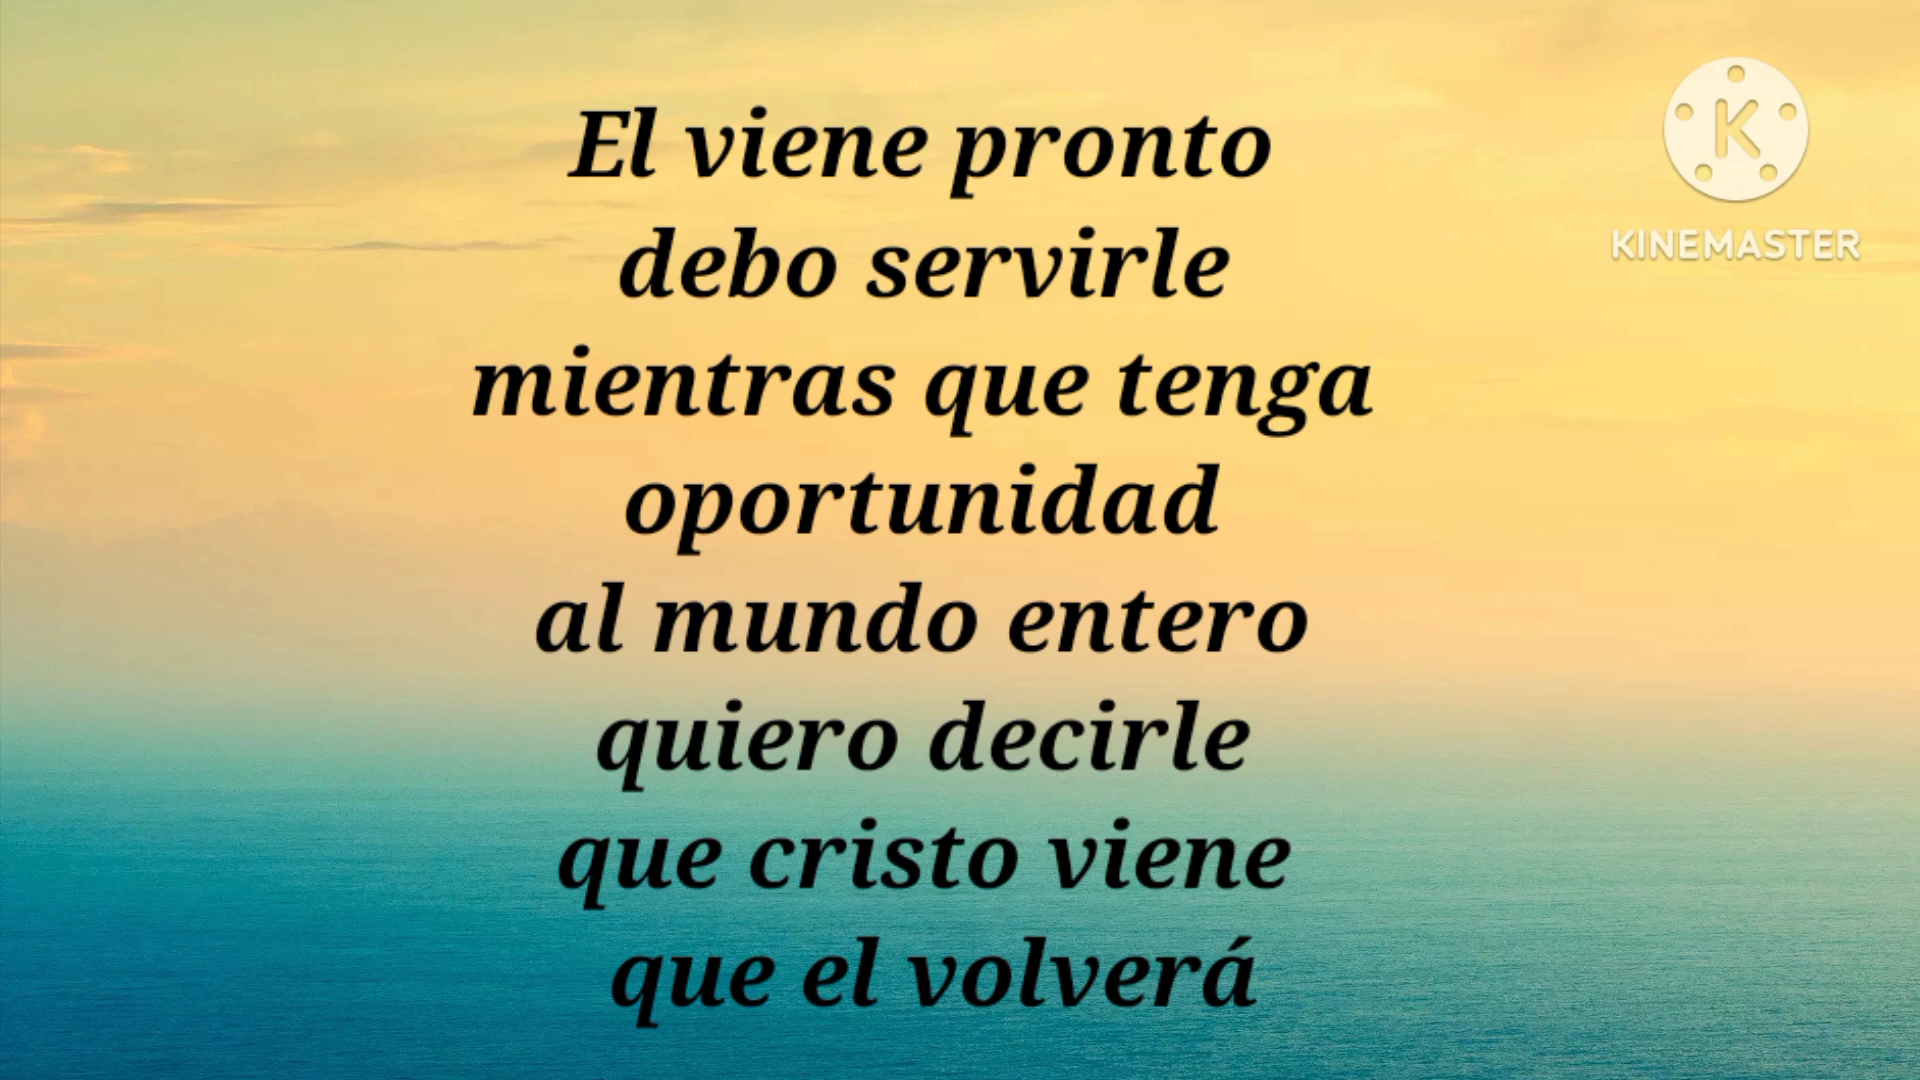 El viene pronto
debo servirle
mientras que tenga
oportunidad
al mundo entero
quiero decirle
que cristo viene
que el volverá
K
KINEMASTER